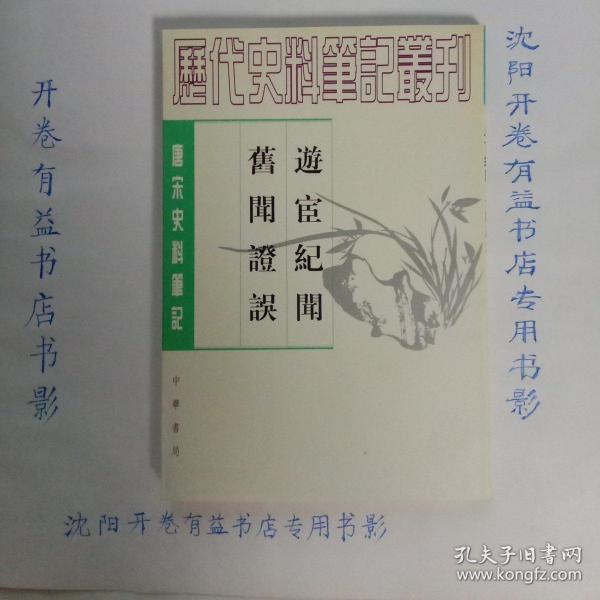 歷代史料筆記叢刊
唐宋史料筆記
遊宦紀聞
舊聞證誤
中華書局
开卷有益书店书影
沈阳开卷有益书店专用书影
沈阳开卷有益书店专用书影
孔夫子旧书网
www.kongfz.com